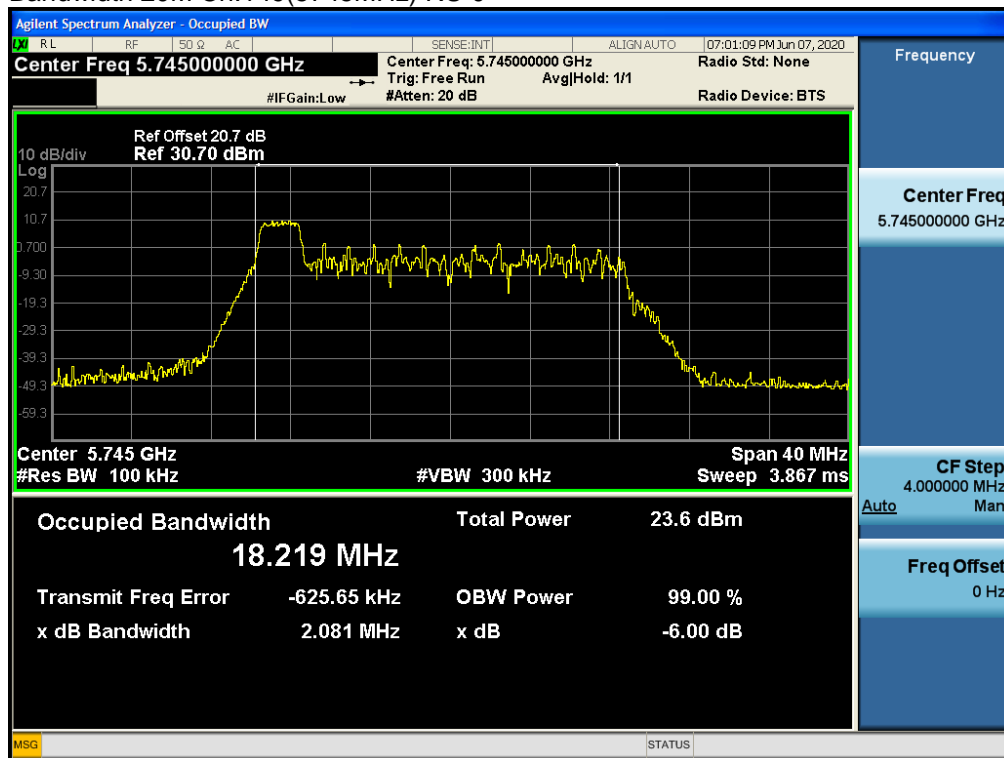 Agilent Spectrum Analyzer - Occupied BW
LXI RL RF 50 Ω AC SENSE:INT ALIGN AUTO 07:01:09 PM Jun 07, 2020
Center Freq 5.745000000 GHz Center Freq: 5.745000000 GHz Radio Std: None
Trig: Free Run Avg|Hold: 1/1
#IFGain:Low #Atten: 20 dB Radio Device: BTS
Ref Offset 20.7 dB
10 dB/div Ref 30.70 dBm
Log
20.7
10.7
0.700
-9.30
-19.3
-29.3
-39.3
-49.3
-59.3
Center 5.745 GHz Span 40 MHz
#Res BW 100 kHz #VBW 300 kHz Sweep 3.867 ms
Occupied Bandwidth Total Power 23.6 dBm
18.219 MHz
Transmit Freq Error -625.65 kHz OBW Power 99.00 %
x dB Bandwidth 2.081 MHz x dB -6.00 dB
Frequency
Center Freq
5.745000000 GHz
CF Step
4.000000 MHz
Auto Man
Freq Offset
0 Hz
MSG STATUS